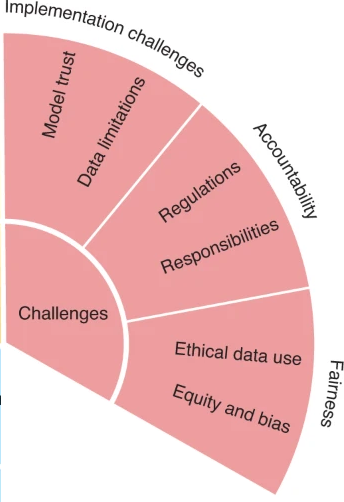 Implementation challenges
Model trust
Data limitations
Accountability
Regulations
Responsibilities
Challenges
Fairness
Ethical data use
Equity and bias